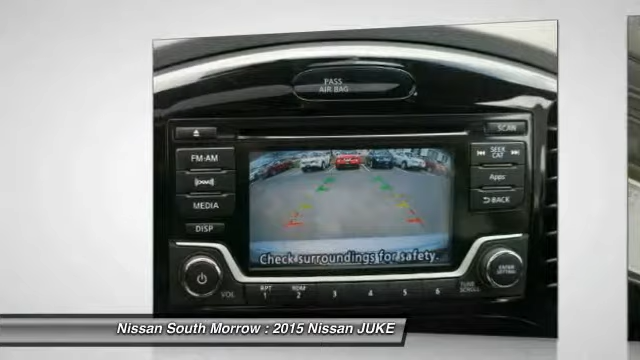 PASS
AIR BAG
SCAN
FM·AM
SEEK
CAT
Apps
MEDIA
BACK
DISP
Check surroundings for safety.
ENTER
SETTING
VOL
RPT
1
RDM
2
3
4
5
6
TUNE
SCROLL
Nissan South Morrow : 2015 Nissan JUKE